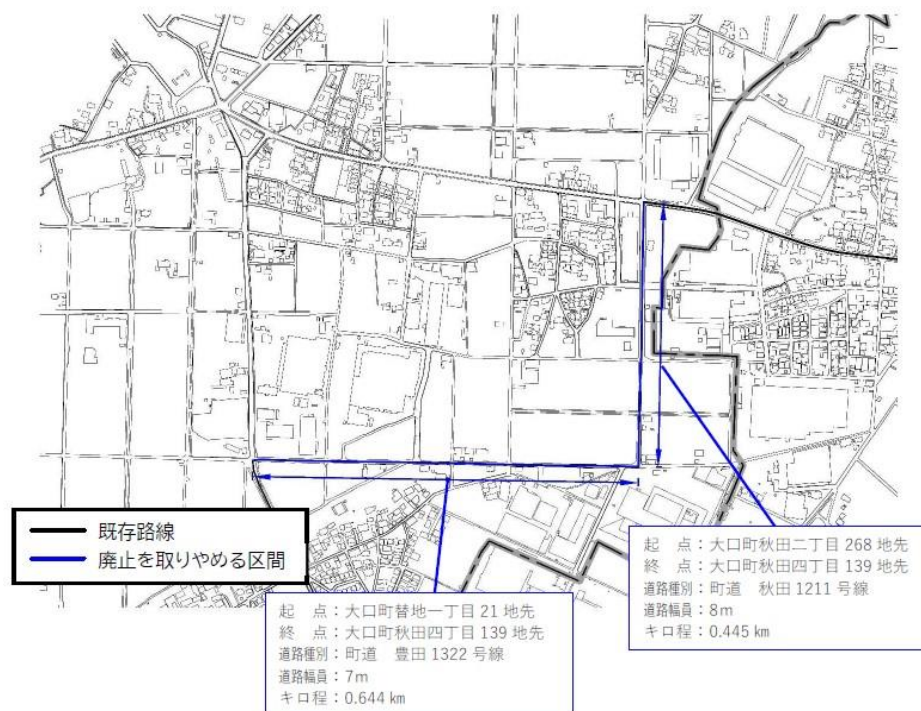 既存路線
廃止を取りやめる区間
起　点：大口町替地一丁目 21 地先
終　点：大口町秋田四丁目 139 地先
道路種別：町道　豊田 1322 号線
道路幅員：7m
キロ程：0.644 km
起　点：大口町秋田二丁目 268 地先
終　点：大口町秋田四丁目 139 地先
道路種別：町道　秋田 1211 号線
道路幅員：8m
キロ程：0.445 km